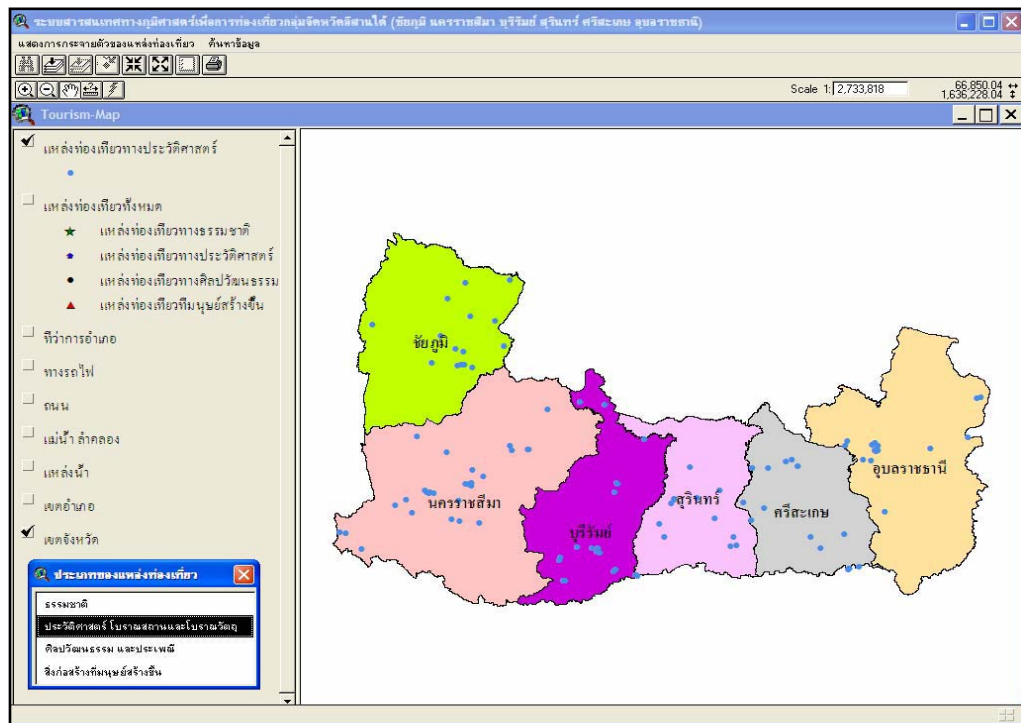 ระบบสารสนเทศทางภูมิศาสตร์เพื่อการท่องเที่ยวกลุ่มจังหวัดอีสานใต้ (ชัยภูมิ นครราชสีมา บุรีรัมย์ สุรินทร์ ศรีสะเกษ อุบลราชธานี)
แสดงการกระจายตัวของแหล่งท่องเที่ยว ค้นหาข้อมูล
Scale 1: 2,733,818
66,850.04
1,636,228.04
Tourism-Map
แหล่งท่องเที่ยวทางประวัติศาสตร์
แหล่งท่องเที่ยวทั้งหมด
แหล่งท่องเที่ยวทางธรรมชาติ
แหล่งท่องเที่ยวทางประวัติศาสตร์
แหล่งท่องเที่ยวทางศิลปวัฒนธรรม
แหล่งท่องเที่ยวที่มนุษย์สร้างขึ้น
ที่ว่าการอำเภอ
ทางรถไฟ
ถนน
แม่น้ำ ลำคลอง
แหล่งน้ำ
เขตอำเภอ
เขตจังหวัด
ประเภทของแหล่งท่องเที่ยว
ธรรมชาติ
ประวัติศาสตร์ โบราณสถานและโบราณวัตถุ
ศิลปวัฒนธรรม และประเพณี
สิ่งก่อสร้างที่มนุษย์สร้างขึ้น
ชัยภูมิ
นครราชสีมา
บุรีรัมย์
สุรินทร์
ศรีสะเกษ
อุบลราชธานี